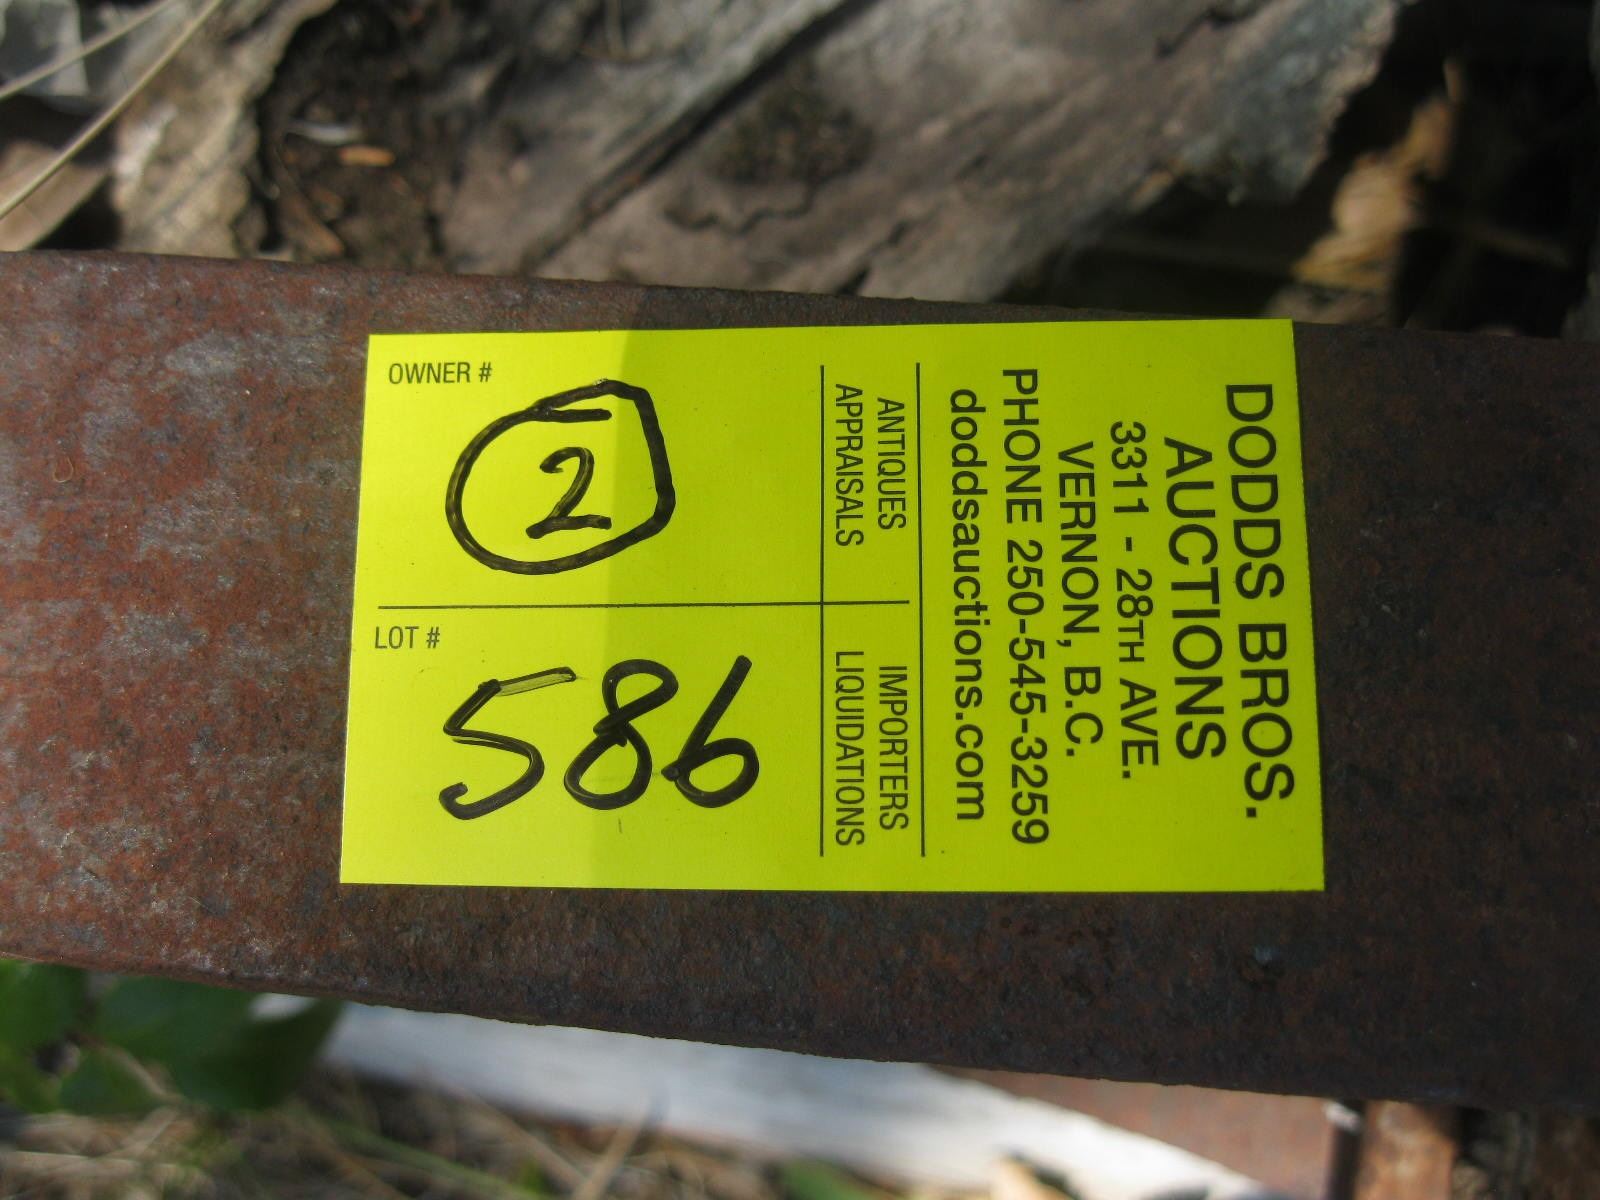 DODDS BROS.
AUCTIONS
3311 - 28TH AVE.
VERNON, B.C.
PHONE 250-545-3259
doddsauctions.com
ANTIQUES
APPRAISALS
IMPORTERS
LIQUIDATIONS
OWNER #
2
LOT #
586